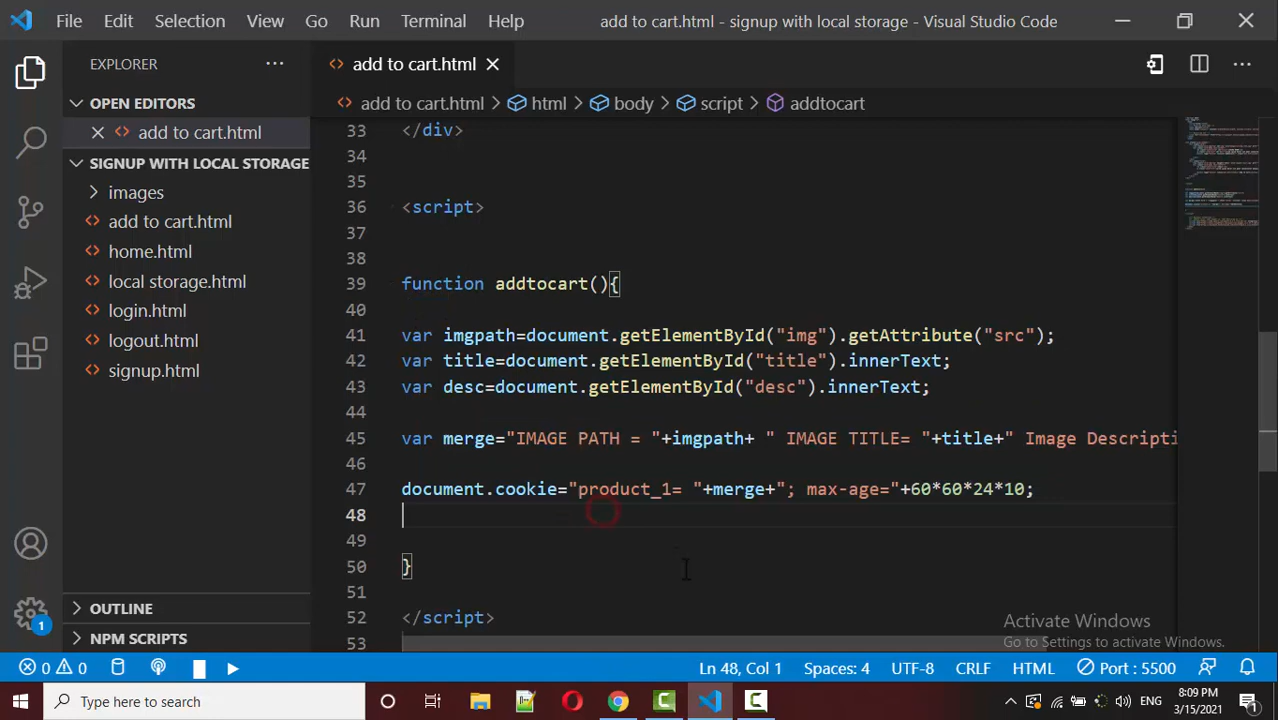 File Edit Selection View Go Run Terminal Help add to cart.html - signup with local storage - Visual Studio Code
EXPLORER
OPEN EDITORS
add to cart.html
SIGNUP WITH LOCAL STORAGE
images
add to cart.html
home.html
local storage.html
login.html
logout.html
signup.html
OUTLINE
NPM SCRIPTS
add to cart.html
add to cart.html > html > body > script > addtocart
33 </div>
34
35
36 <script>
37
38
39 function addtocart(){
40
41 var imgpath=document.getElementById("img").getAttribute("src");
42 var title=document.getElementById("title").innerText;
43 var desc=document.getElementById("desc").innerText;
44
45 var merge="IMAGE PATH = "+imgpath+ " IMAGE TITLE= "+title+" Image Descripti
46
47 document.cookie="product_1= "+merge+"; max-age="+60*60*24*10;
48
49
50 }
51
52 </script>
53
Activate Windows
Go to Settings to activate Windows.
1
0 0 Ln 48, Col 1 Spaces: 4 UTF-8 CRLF HTML Port : 5500
Type here to search
ENG
8:09 PM
3/15/2021
1